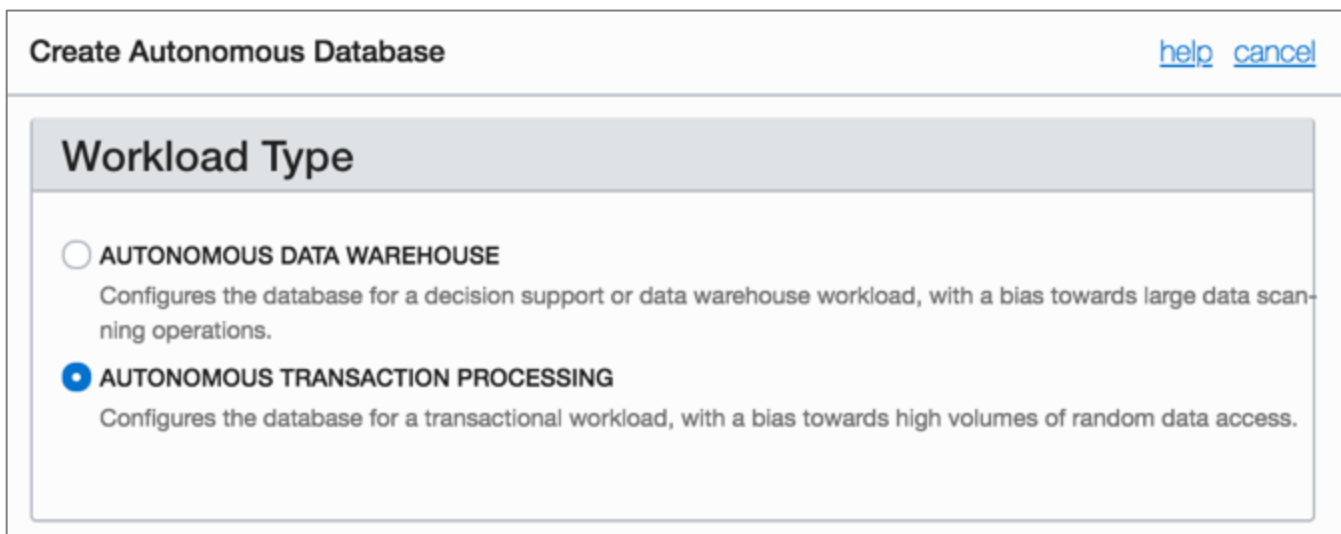 Create Autonomous Database help cancel
Workload Type
AUTONOMOUS DATA WAREHOUSE
Configures the database for a decision support or data warehouse workload, with a bias towards large data scan-
ning operations.
AUTONOMOUS TRANSACTION PROCESSING
Configures the database for a transactional workload, with a bias towards high volumes of random data access.